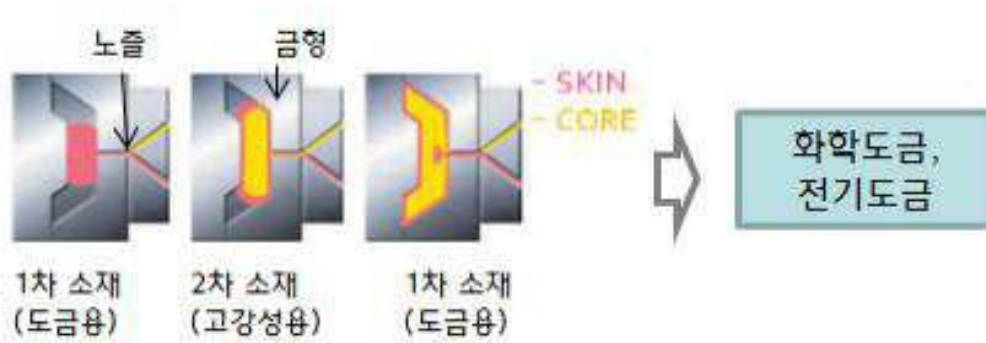 노즐
금형
- SKIN
- CORE
화학도금,
전기도금
1차 소재
(도금용)
2차 소재
(고강성용)
1차 소재
(도금용)